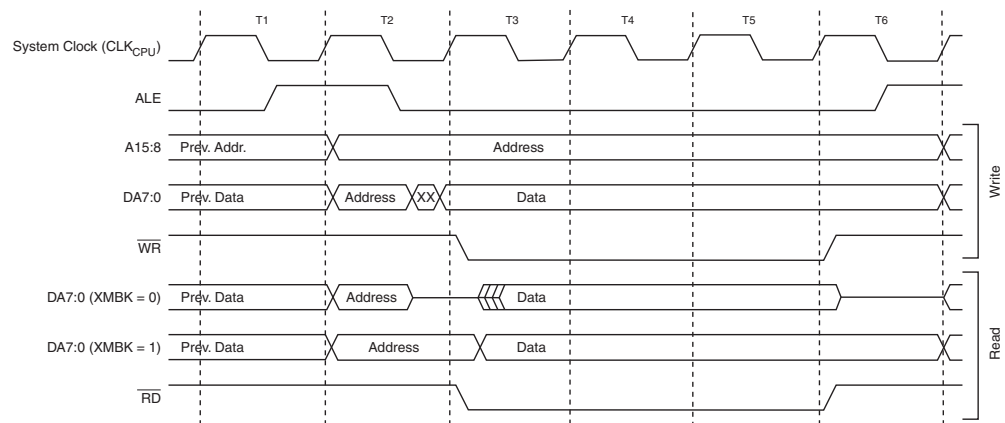 T1 T2 T3 T4 T5 T6
System Clock (CLKCPU)
ALE
A15:8 Prev. Addr. Address
DA7:0 Prev. Data Address XX Data
WR
Write
DA7:0 (XMBK = 0) Prev. Data Address Data
DA7:0 (XMBK = 1) Prev. Data Address Data
RD
Read